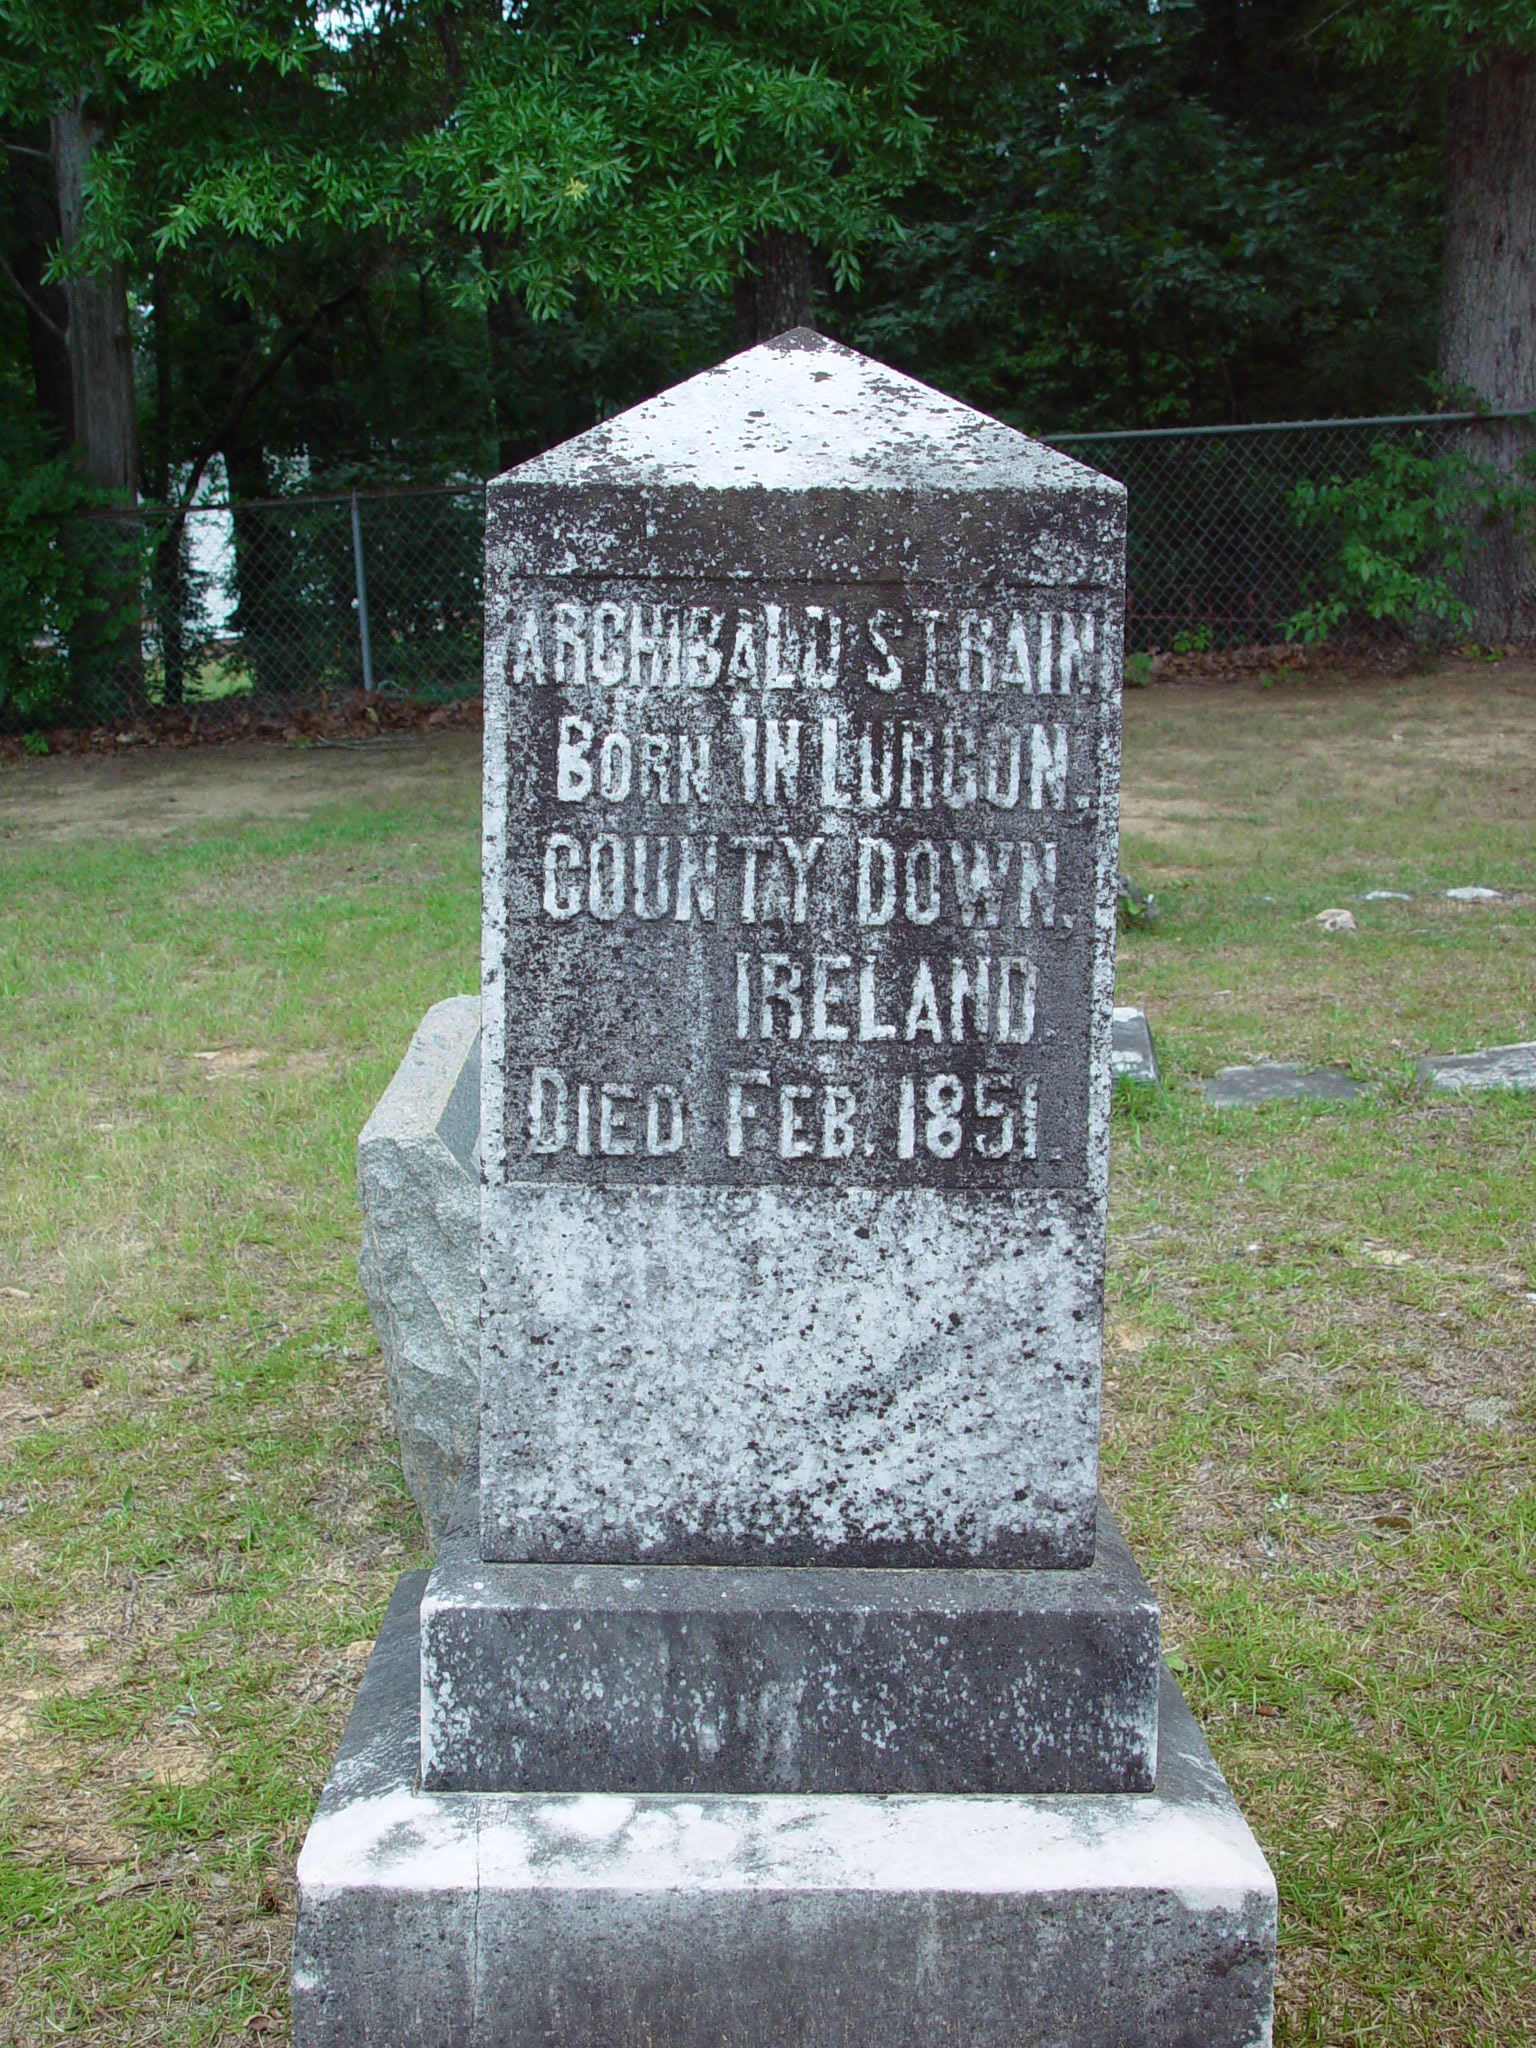 ARCHIBALD STRAIN.
BORN IN LURGON.
COUNTY DOWN.
IRELAND
DIED FEB. 1851.